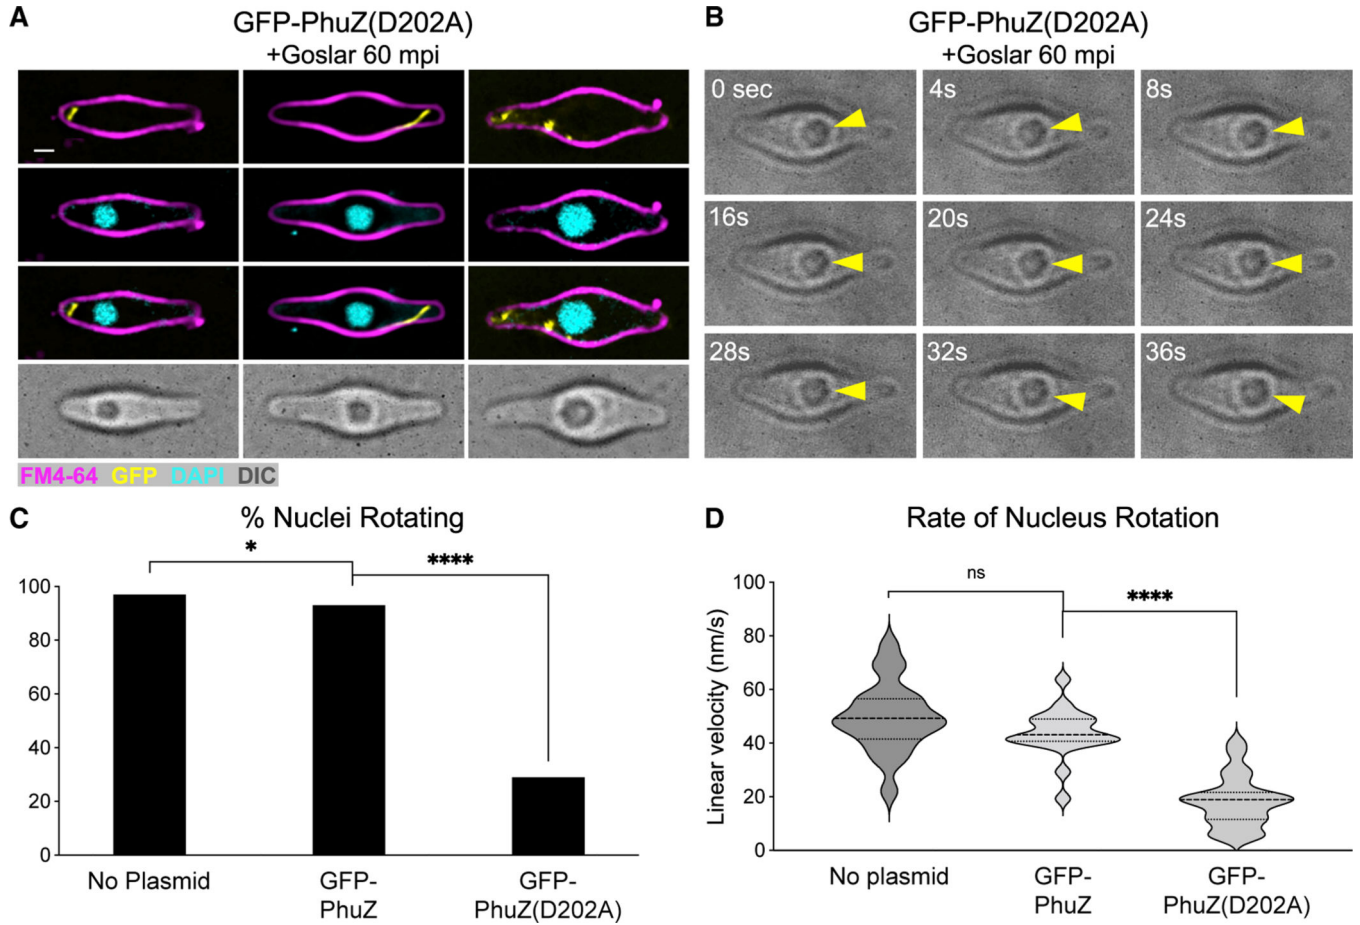 A
GFP-PhuZ(D202A)
+Goslar 60 mpi
FM4-64 GFP DAPI DIC
B
GFP-PhuZ(D202A)
+Goslar 60 mpi
0 sec 4s 8s
16s 20s 24s
28s 32s 36s
C
% Nuclei Rotating
* ****
100
80
60
40
20
0
No Plasmid GFP- GFP-
PhuZ PhuZ(D202A)
D
Rate of Nucleus Rotation
ns ****
Linear velocity (nm/s)
100
80
60
40
20
0
No plasmid GFP- GFP-
PhuZ PhuZ(D202A)